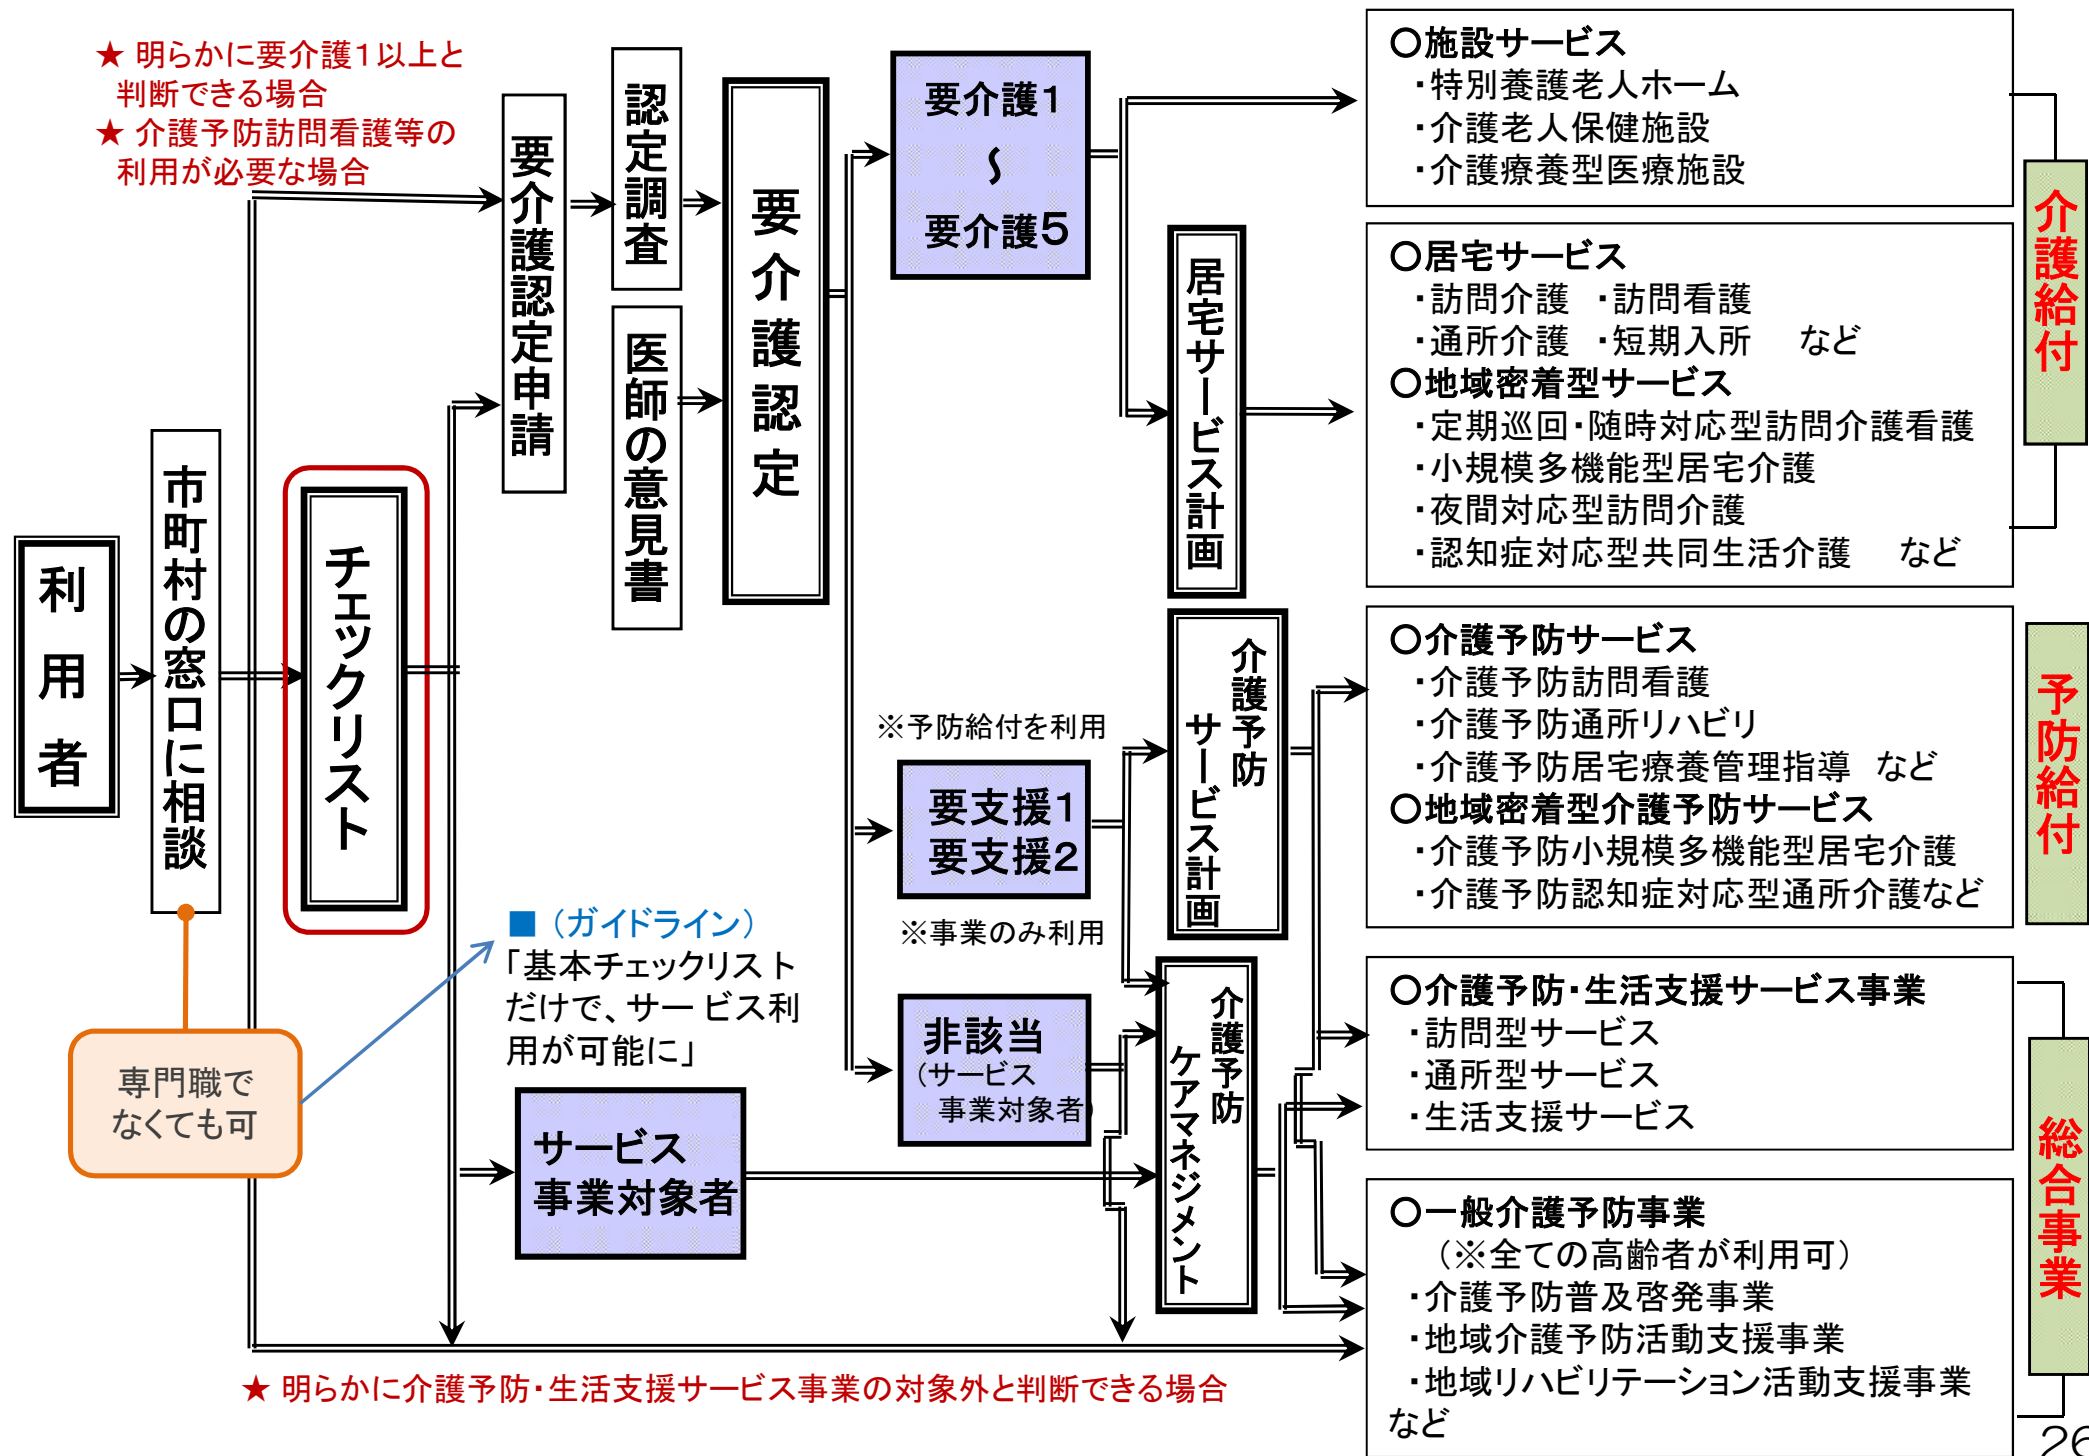 ★ 明らかに要介護1以上と
判断できる場合
★ 介護予防訪問看護等の
利用が必要な場合
利用者
市町村の窓口に相談
チェックリスト
専門職で
なくても可
■（ガイドライン）
「基本チェックリスト
だけで、サービス利
用が可能に」
サービス
事業対象者
要介護認定申請
認定調査
医師の意見書
要介護認定
要介護1
～
要介護5
※予防給付を利用
要支援1
要支援2
※事業のみ利用
非該当
（サービス
事業対象者）
居宅サービス計画
介護予防
サービス計画
介護予防
ケアマネジメント
○施設サービス
・特別養護老人ホーム
・介護老人保健施設
・介護療養型医療施設
○居宅サービス
・訪問介護 ・訪問看護
・通所介護 ・短期入所 など
○地域密着型サービス
・定期巡回・随時対応型訪問介護看護
・小規模多機能型居宅介護
・夜間対応型訪問介護
・認知症対応型共同生活介護 など
介護給付
○介護予防サービス
・介護予防訪問看護
・介護予防通所リハビリ
・介護予防居宅療養管理指導 など
○地域密着型介護予防サービス
・介護予防小規模多機能型居宅介護
・介護予防認知症対応型通所介護など
予防給付
○介護予防・生活支援サービス事業
・訪問型サービス
・通所型サービス
・生活支援サービス
○一般介護予防事業
（※全ての高齢者が利用可）
・介護予防普及啓発事業
・地域介護予防活動支援事業
・地域リハビリテーション活動支援事業
など
総合事業
★ 明らかに介護予防・生活支援サービス事業の対象外と判断できる場合
26